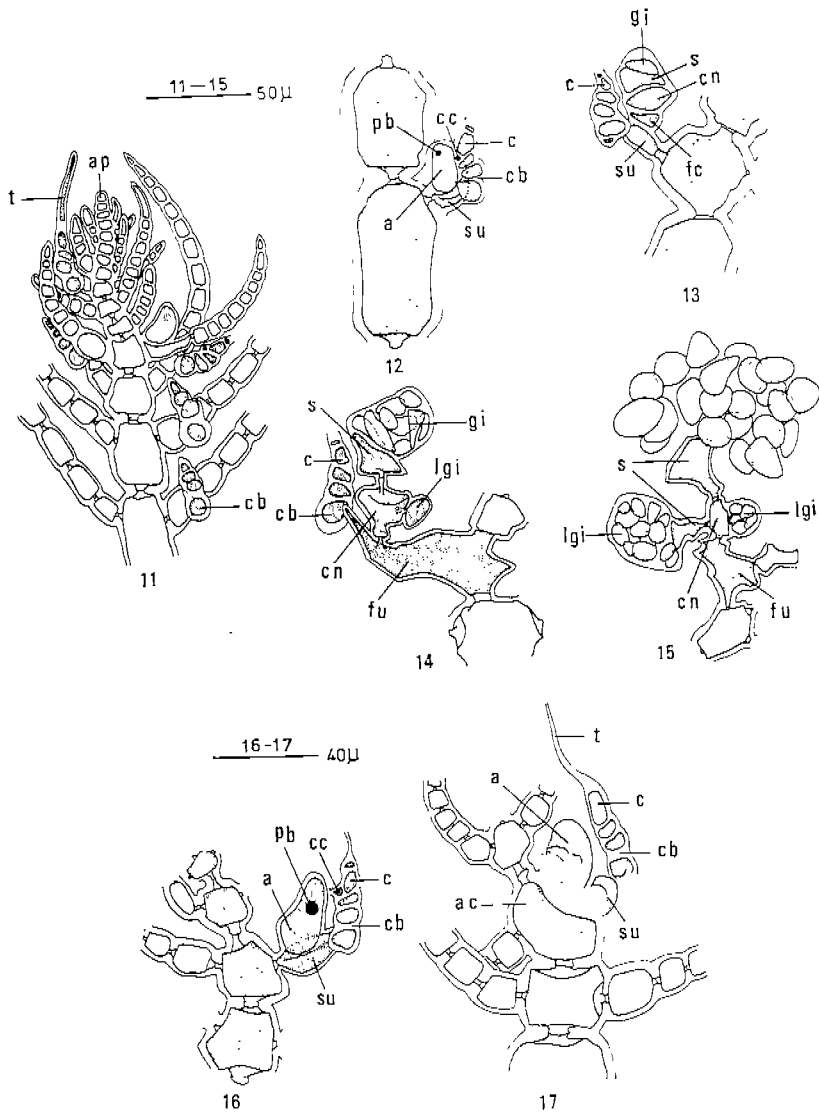 11-15
50µ
t
ap
cb
11
pb
cc
c
cb
a
su
12
gi
s
c
cn
su
fc
13
s
gi
c
lgi
cb
cn
fu
14
s
lgi
lgi
cn
fu
15
16-17
40µ
pb
cc
a
c
cb
su
16
t
a
c
cb
ac
su
17